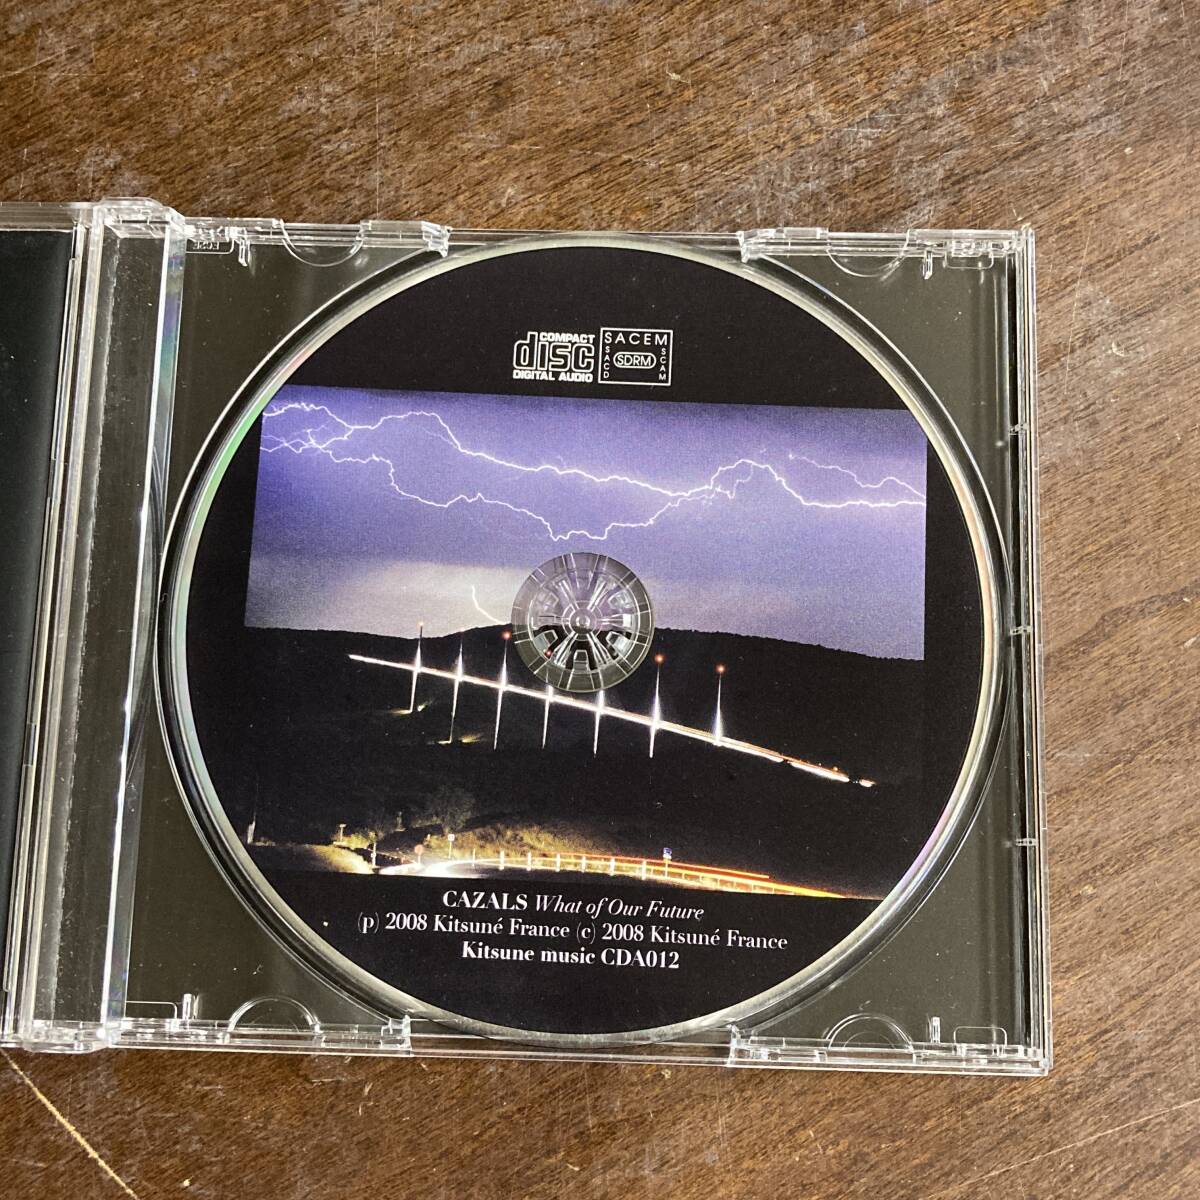 COMPACT
disc
DIGITAL AUDIO
SACEM
SACD
SDRM
SCAM
CAZALS What of Our Future
(p) 2008 Kitsuné France (c) 2008 Kitsuné France
Kitsune music CDA012